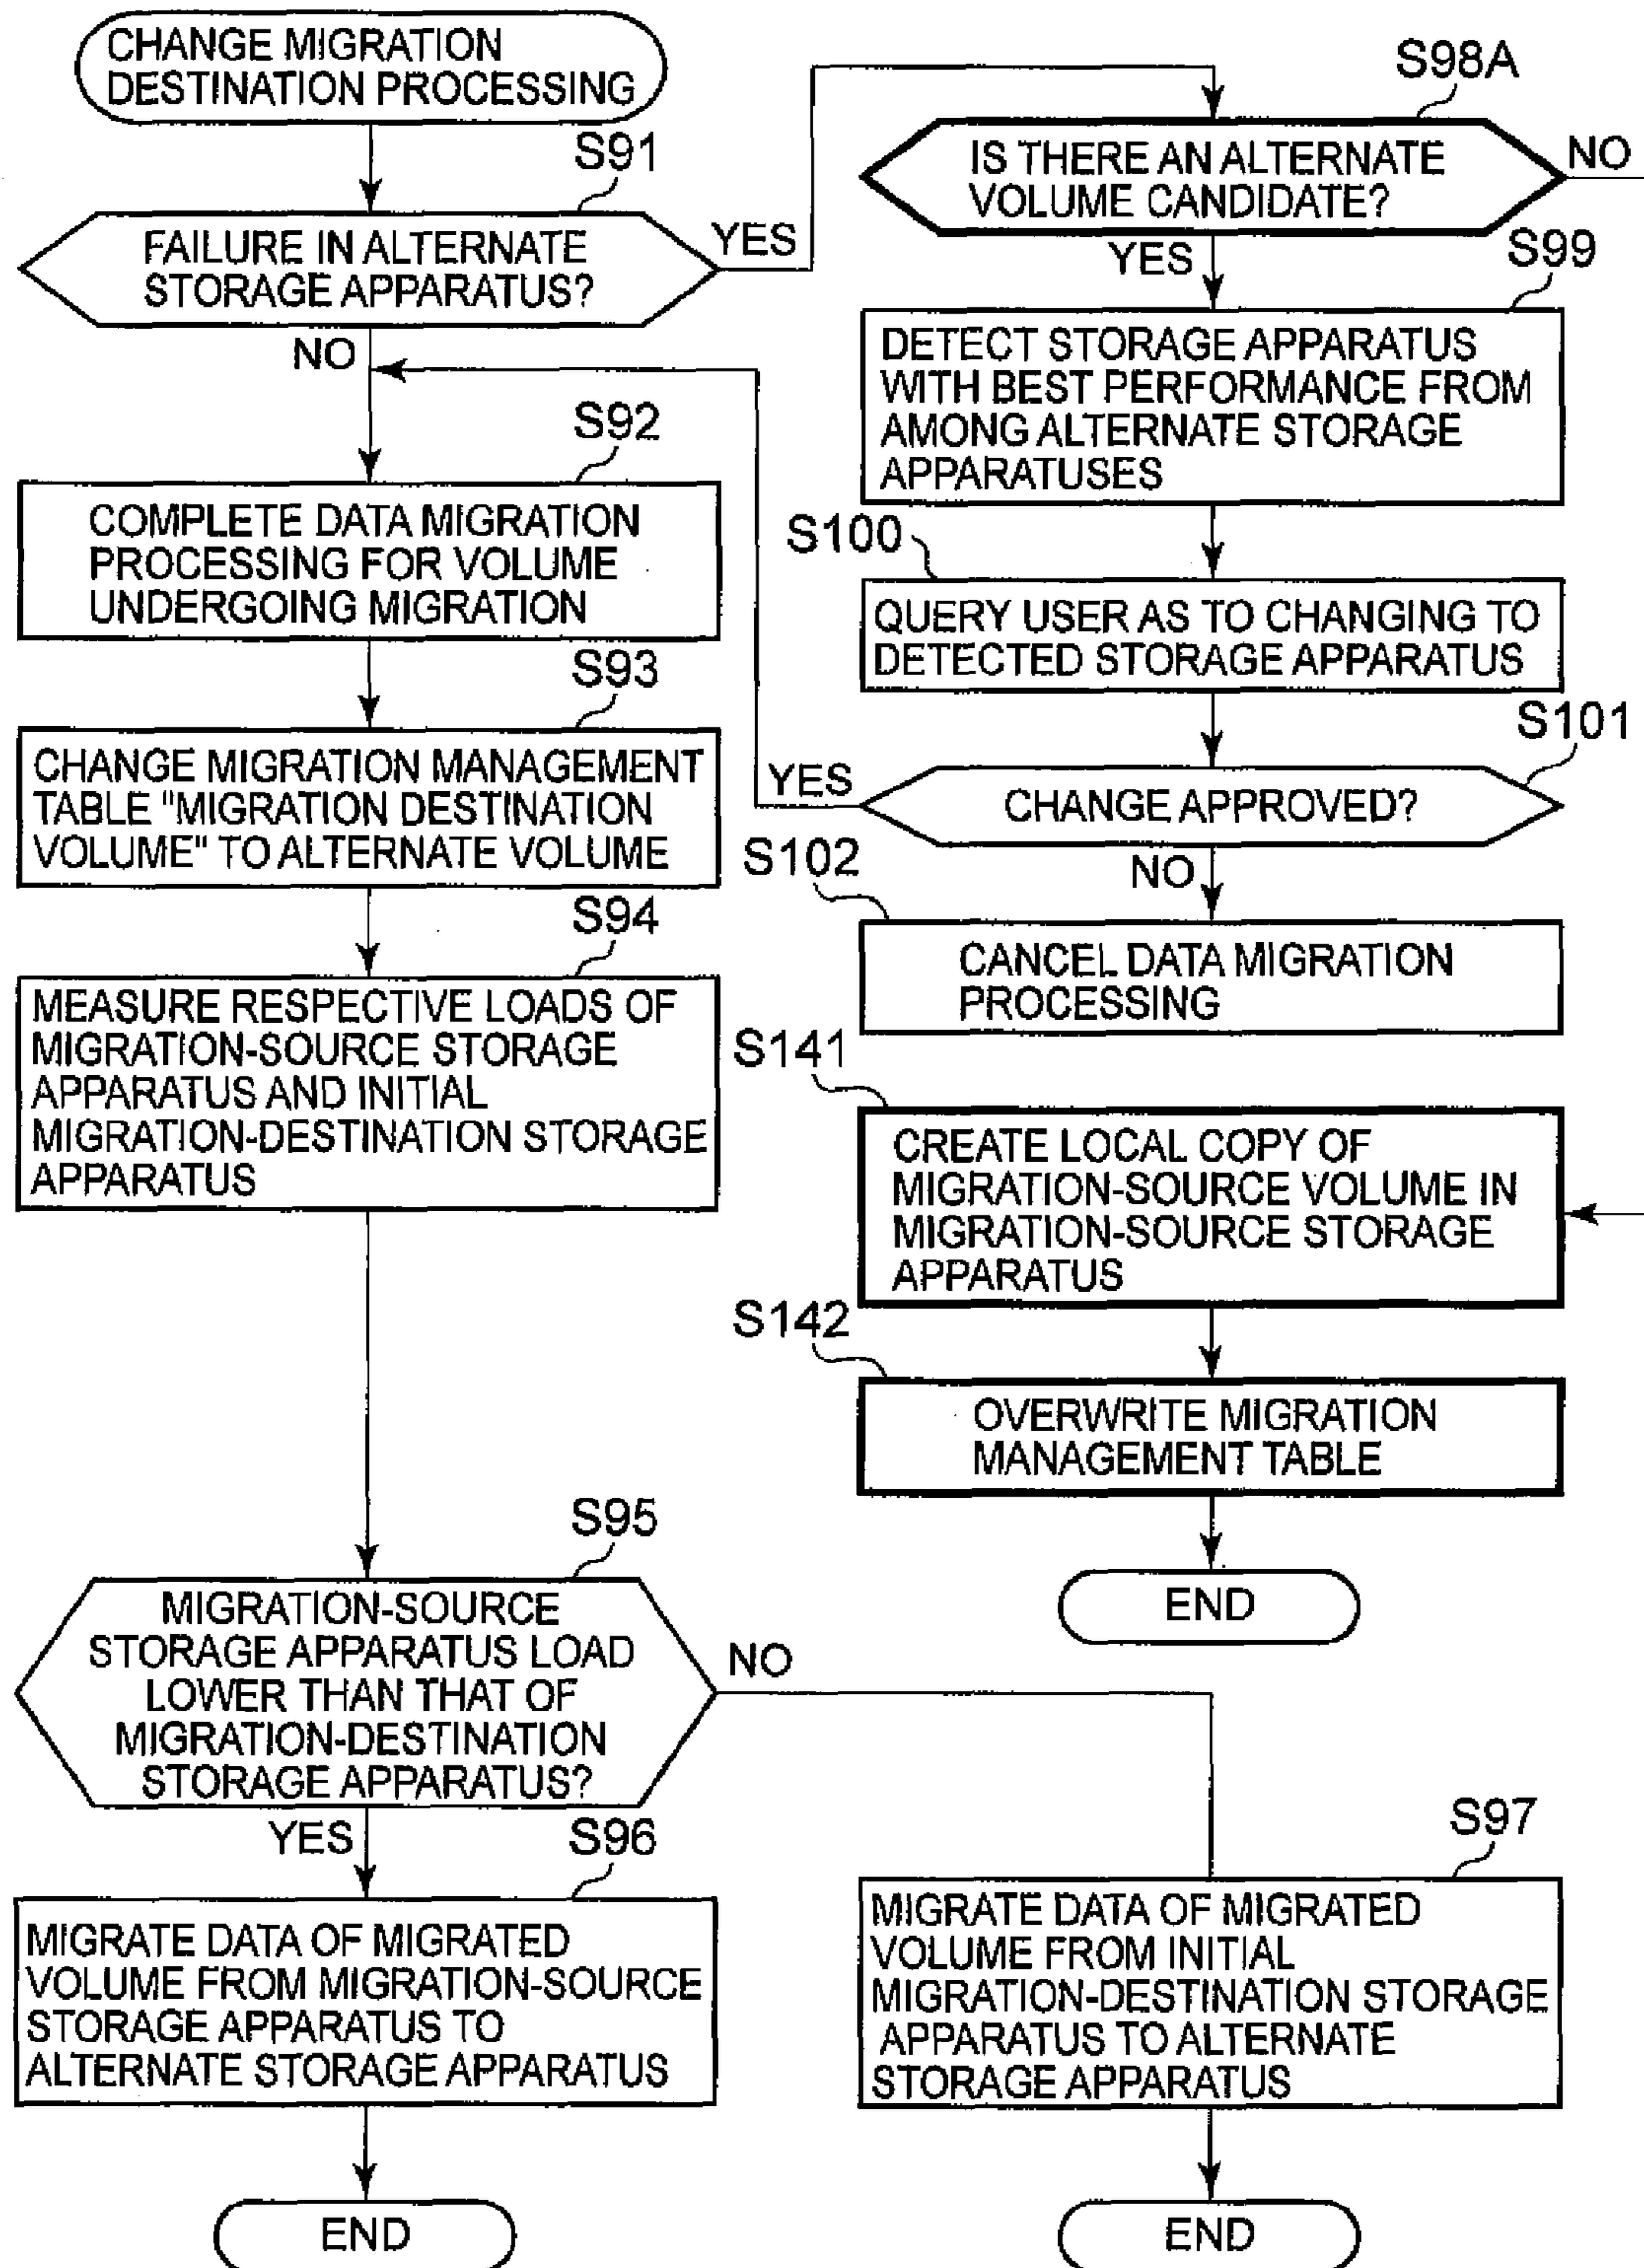 CHANGE MIGRATION
DESTINATION PROCESSING
S91
FAILURE IN ALTERNATE
STORAGE APPARATUS?
YES
NO
S92
COMPLETE DATA MIGRATION
PROCESSING FOR VOLUME
UNDERGOING MIGRATION
S93
CHANGE MIGRATION MANAGEMENT
TABLE "MIGRATION DESTINATION
VOLUME" TO ALTERNATE VOLUME
S94
MEASURE RESPECTIVE LOADS OF
MIGRATION-SOURCE STORAGE
APPARATUS AND INITIAL
MIGRATION-DESTINATION STORAGE
APPARATUS
S95
MIGRATION-SOURCE
STORAGE APPARATUS LOAD
LOWER THAN THAT OF
MIGRATION-DESTINATION
STORAGE APPARATUS?
NO
YES
S96
MIGRATE DATA OF MIGRATED
VOLUME FROM MIGRATION-SOURCE
STORAGE APPARATUS TO
ALTERNATE STORAGE APPARATUS
END
S98A
IS THERE AN ALTERNATE
VOLUME CANDIDATE?
NO
YES
S99
DETECT STORAGE APPARATUS
WITH BEST PERFORMANCE FROM
AMONG ALTERNATE STORAGE
APPARATUSES
S100
QUERY USER AS TO CHANGING TO
DETECTED STORAGE APPARATUS
S101
CHANGE APPROVED?
YES
NO
S102
CANCEL DATA MIGRATION
PROCESSING
S141
CREATE LOCAL COPY OF
MIGRATION-SOURCE VOLUME IN
MIGRATION-SOURCE STORAGE
APPARATUS
S142
OVERWRITE MIGRATION
MANAGEMENT TABLE
END
S97
MIGRATE DATA OF MIGRATED
VOLUME FROM INITIAL
MIGRATION-DESTINATION STORAGE
APPARATUS TO ALTERNATE
STORAGE APPARATUS
END